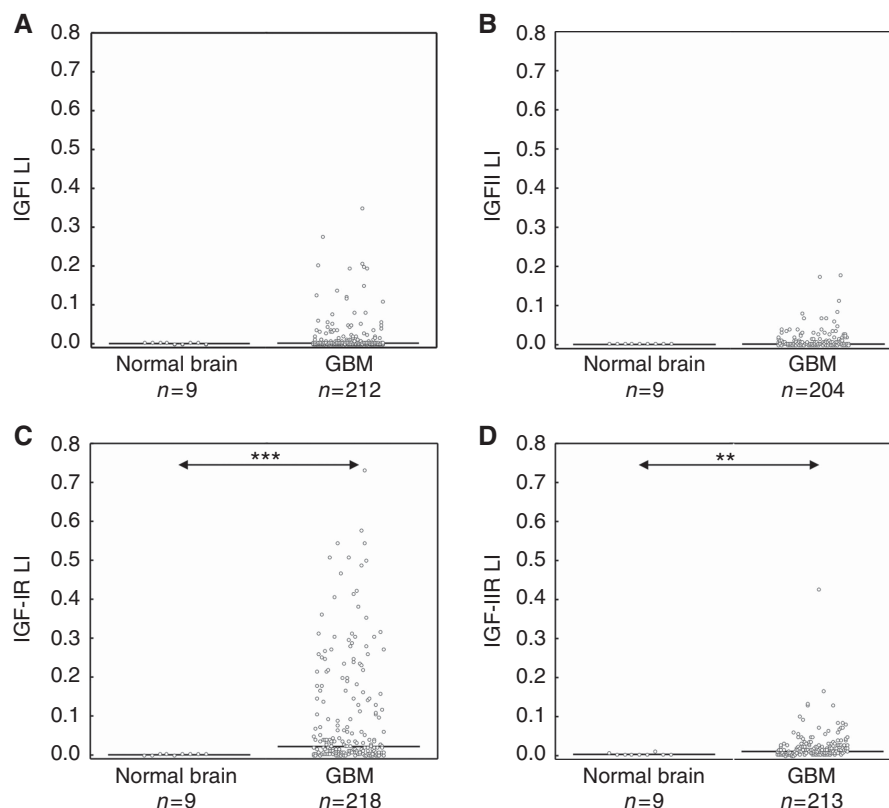 A
0.8
0.7
0.6
0.5
0.4
0.3
0.2
0.1
0.0
IGFI LI
Normal brain
n=9
GBM
n=212
B
0.8
0.7
0.6
0.5
0.4
0.3
0.2
0.1
0.0
IGFII LI
Normal brain
n=9
GBM
n=204
C
0.8
0.7
0.6
0.5
0.4
0.3
0.2
0.1
0.0
IGF-IR LI
***
Normal brain
n=9
GBM
n=218
D
0.8
0.7
0.6
0.5
0.4
0.3
0.2
0.1
0.0
IGF-IIR LI
**
Normal brain
n=9
GBM
n=213